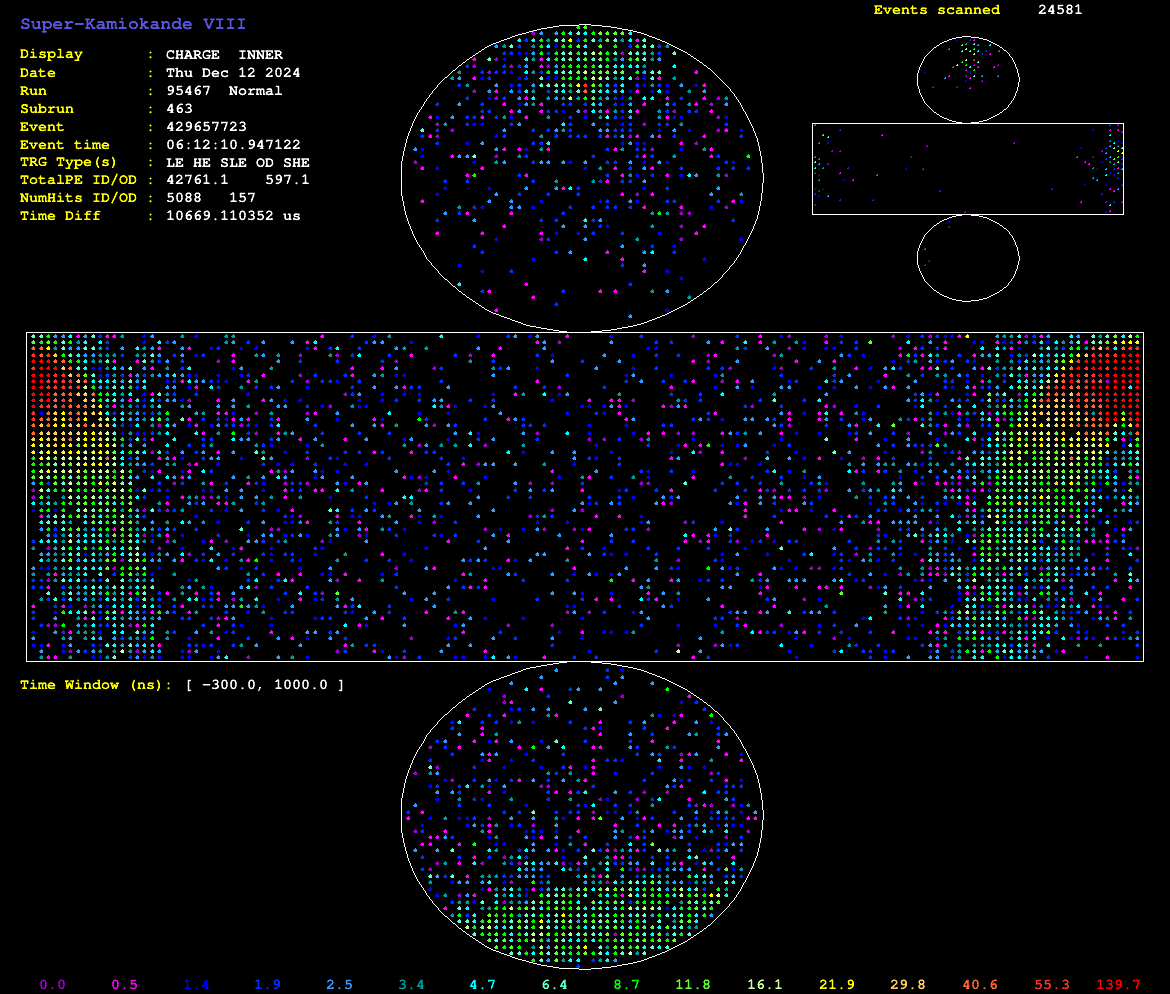 Super-Kamiokande VIII
Events scanned 24581
Display : CHARGE INNER
Date : Thu Dec 12 2024
Run : 95467 Normal
Subrun : 463
Event : 429657723
Event time : 06:12:10.947122
TRG Type(s) : LE HE SLE OD SHE
TotalPE ID/OD : 42761.1 597.1
NumHits ID/OD : 5088 157
Time Diff : 10669.110352 us
Time Window (ns): [ -300.0, 1000.0 ]
0.0 0.5 1.4 1.9 2.5 3.4 4.7 6.4 8.7 11.8 16.1 21.9 29.8 40.6 55.3 139.7